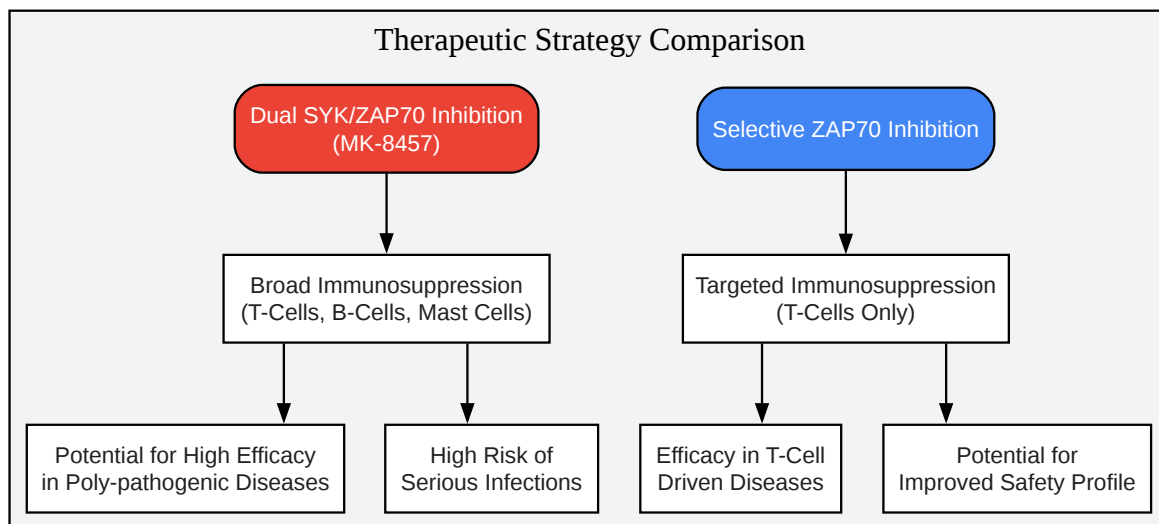 Therapeutic Strategy Comparison
Dual SYK/ZAP70 Inhibition
(MK-8457)
Selective ZAP70 Inhibition
Broad Immunosuppression
(T-Cells, B-Cells, Mast Cells)
Targeted Immunosuppression
(T-Cells Only)
Potential for High Efficacy
in Poly-pathogenic Diseases
High Risk of
Serious Infections
Efficacy in T-Cell
Driven Diseases
Potential for
Improved Safety Profile